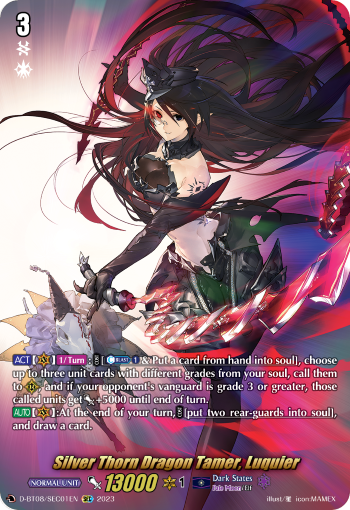 3
ACT 1/Turn : BLAST 1 & Put a card from hand into soul], choose
up to three unit cards with different grades from your soul, call them
to and if your opponent's vanguard is grade 3 or greater, those
called units get +5000 until end of turn.
AUTO :At the end of your turn, [put two rear-guards into soul],
and draw a card.
Silver Thorn Dragon Tamer, Luquier
NORMAL UNIT 13000 1 Dark States
Pale Moon/Elf
D-BT08/SEC01EN 2023 illust/ icon:MAMEX